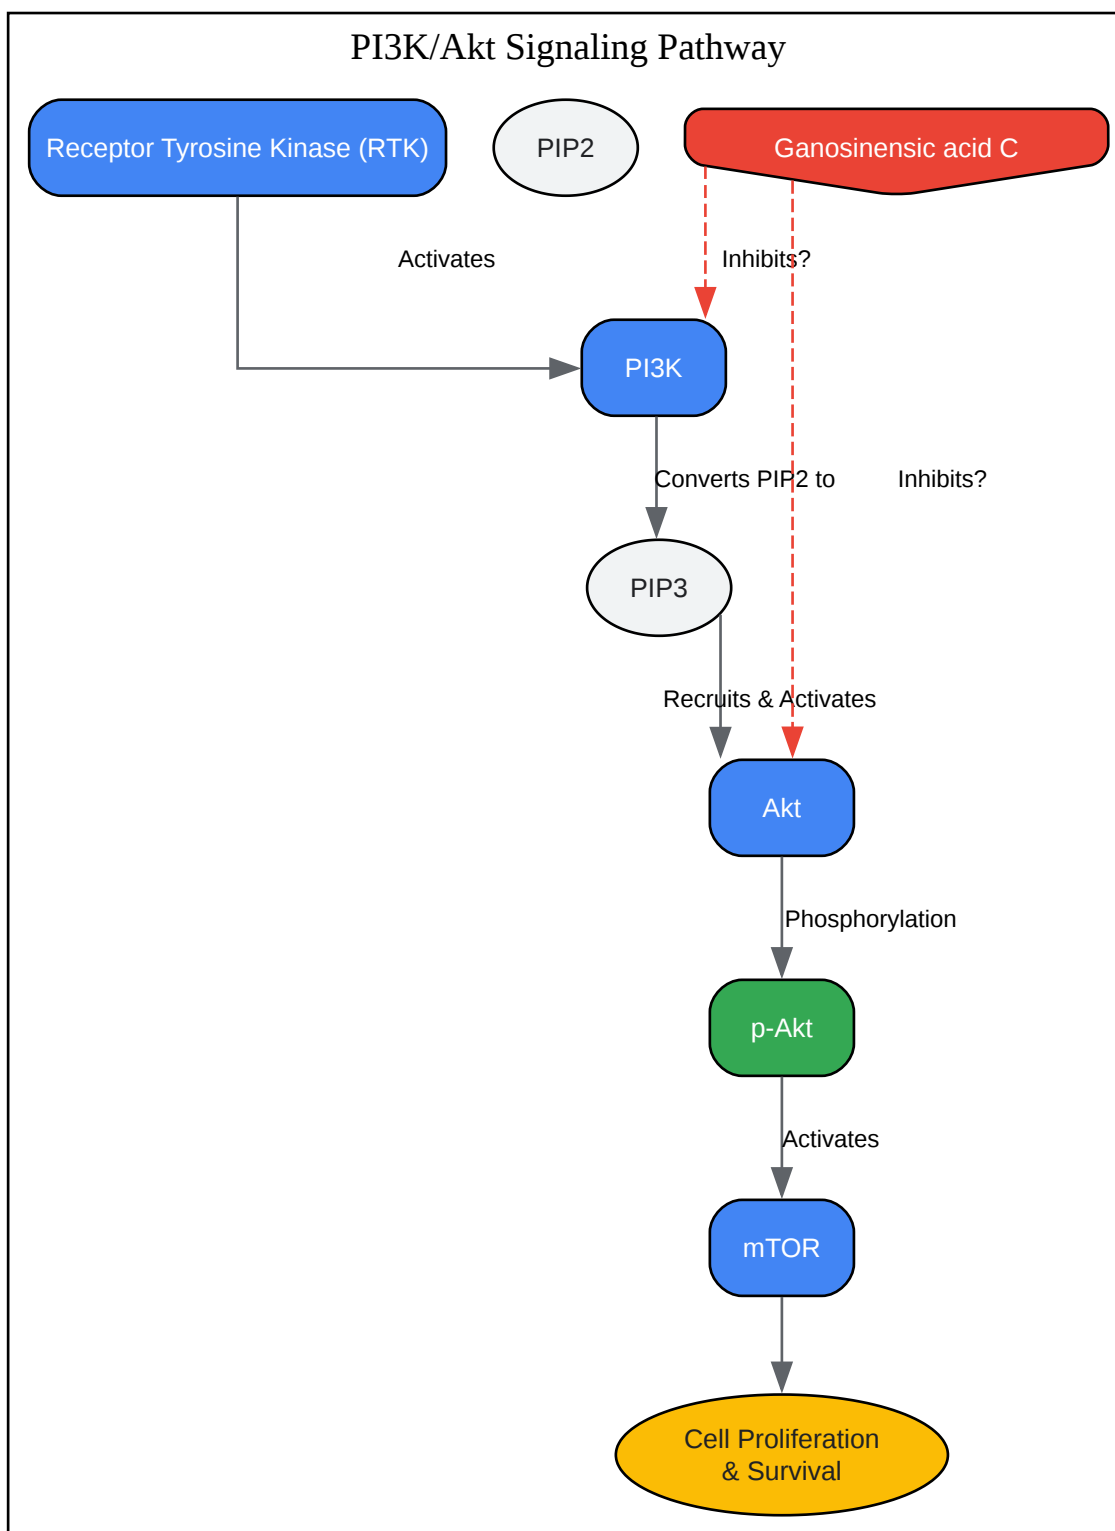 PI3K/Akt Signaling Pathway
Receptor Tyrosine Kinase (RTK)
PIP2
Ganosinensic acid C
Activates
Inhibits?
PI3K
Converts PIP2 to
Inhibits?
PIP3
Recruits & Activates
Akt
Phosphorylation
p-Akt
Activates
mTOR
Cell Proliferation
& Survival